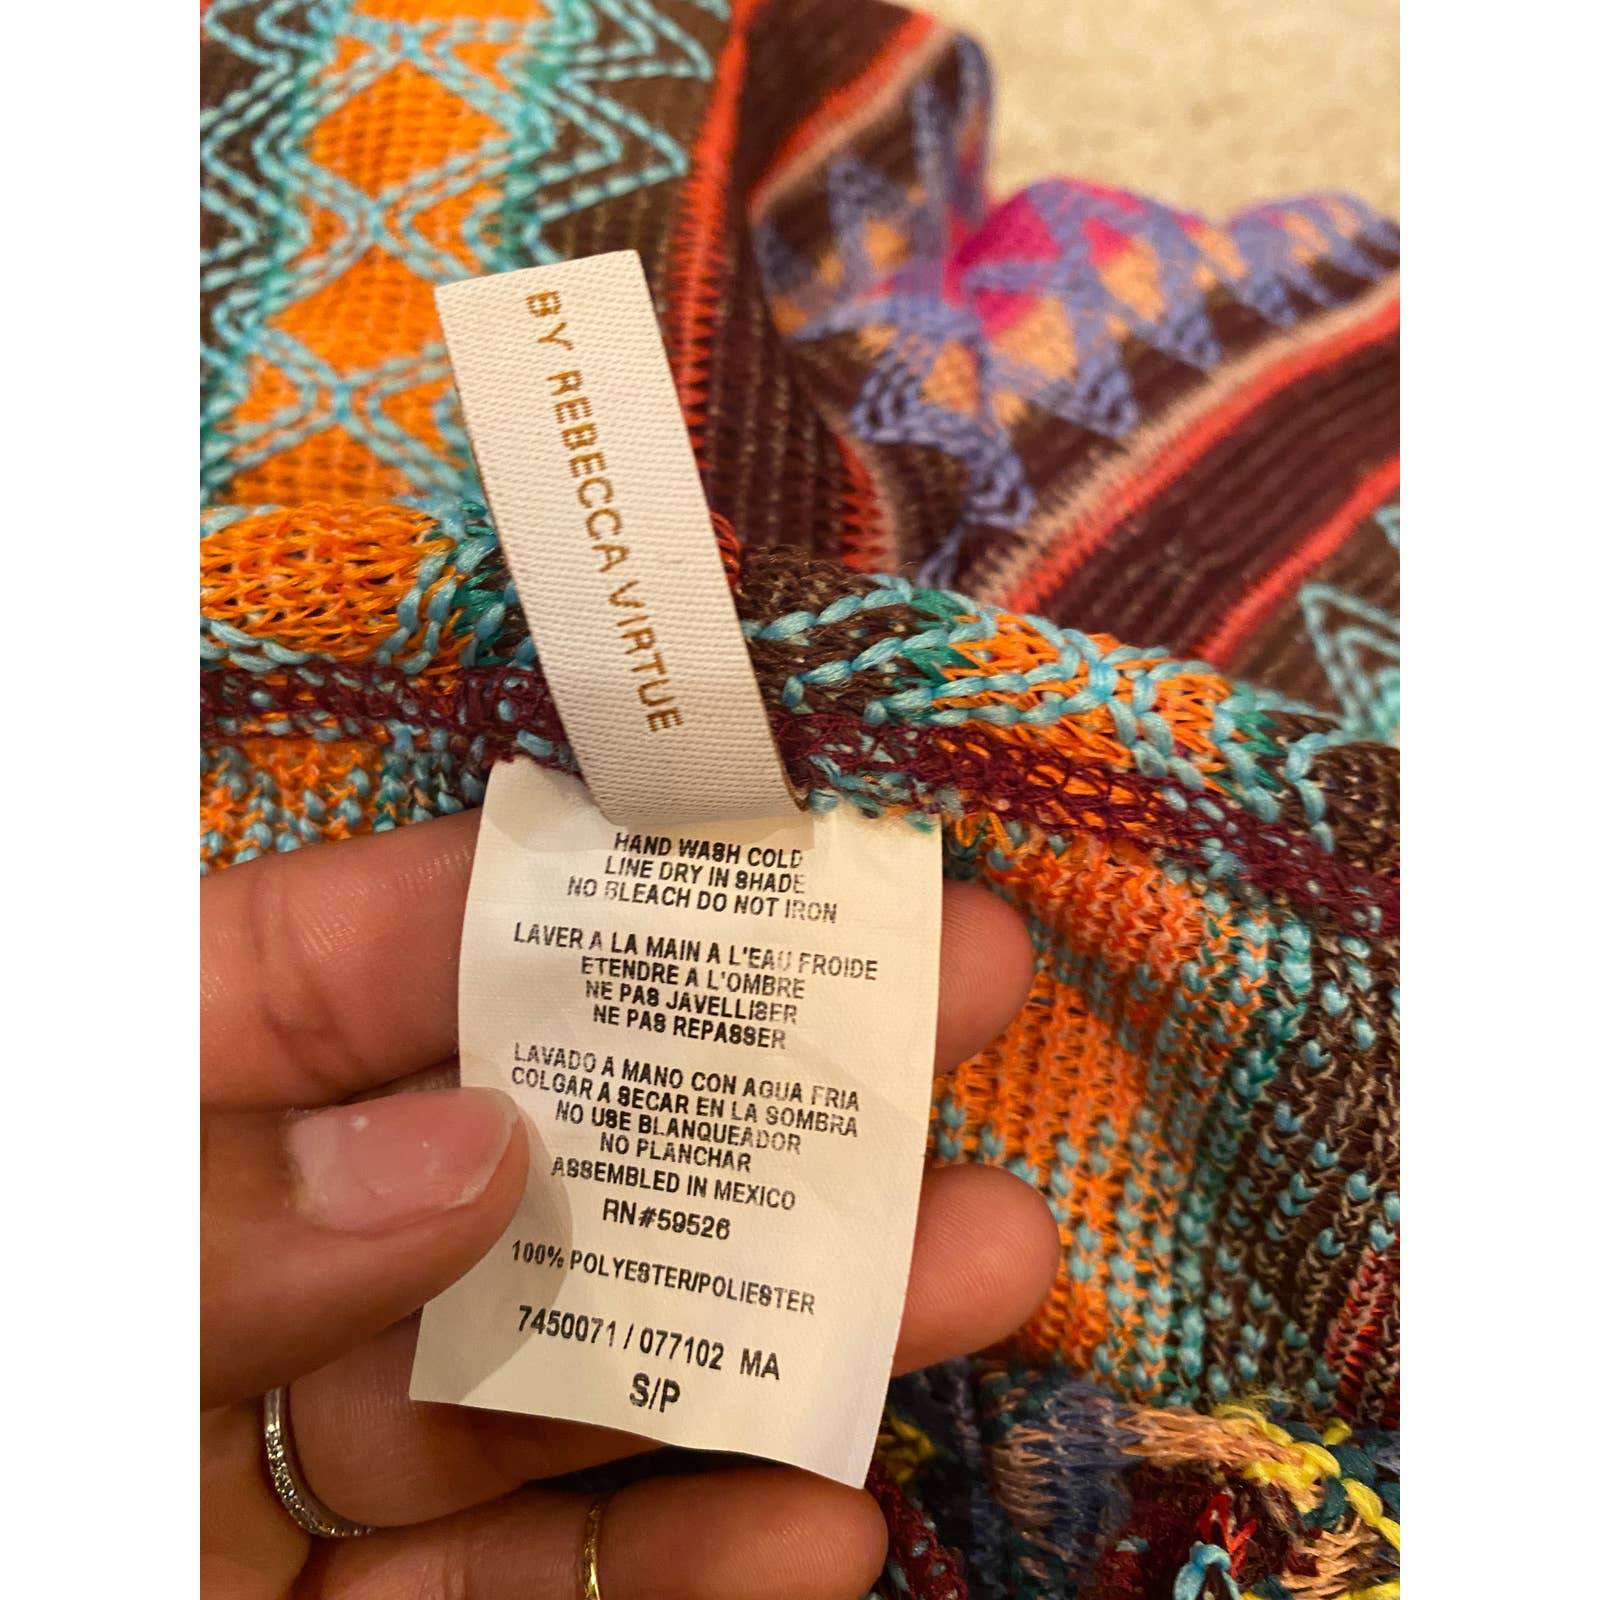 BY REBECCA VIRTUE
HAND WASH COLD
LINE DRY IN SHADE
NO BLEACH DO NOT IRON
LAVER A LA MAIN A L'EAU FROIDE
ETENDRE A L'OMBRE
NE PAS JAVELLISER
NE PAS REPASSER
LAVADO A MANO CON AGUA FRIA
COLGAR A SECAR EN LA SOMBRA
NO USE BLANQUEADOR
NO PLANCHAR
ASSEMBLED IN MEXICO
RN#59526
100% POLYESTER/POLIESTER
7450071 / 077102 MA
S/P